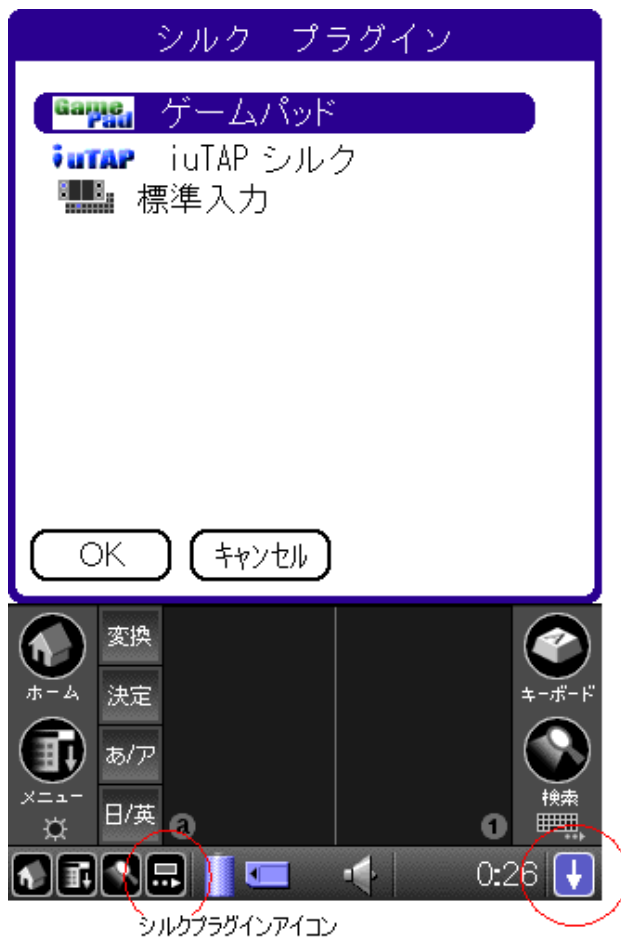 シルク プラグイン
GamePad ゲームパッド
iuTAP iuTAP シルク
標準入力
OK キャンセル
変換
ホーム 決定 キーボード
あ/ア
メニュー 検索
日/英
a 1
0:26
シルクプラグインアイコン